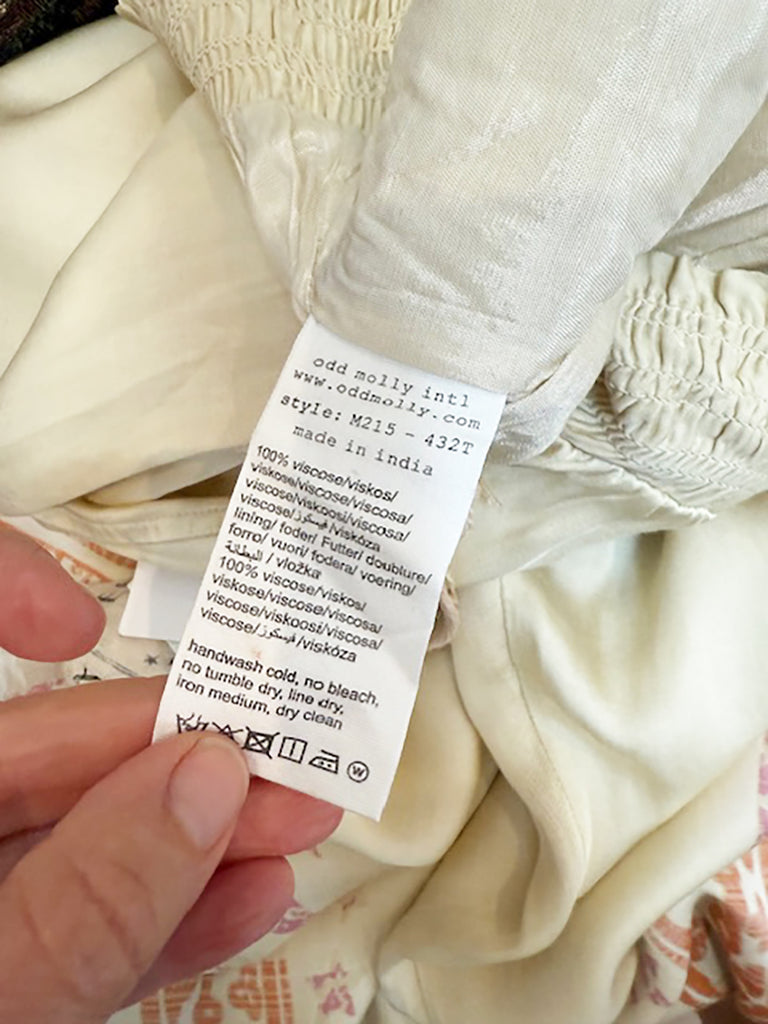 odd molly intl
www.oddmolly.com
style: M215 - 432T
made in india
100% viscose/viskos/
viskose/viscose/viscosa/
viscose/viskoosi/viscosa/
viscose/فيسكوز/viskóza
lining/ foder/ Futter/ doublure/
forro/ vuori/ fodera/ voering/
البطانة / vložka
100% viscose/viskos/
viskose/viscose/viscosa/
viscose/viskoosi/viscosa/
viscose/فيسكوز/viskóza
handwash cold, no bleach,
no tumble dry, line dry,
iron medium, dry clean
W